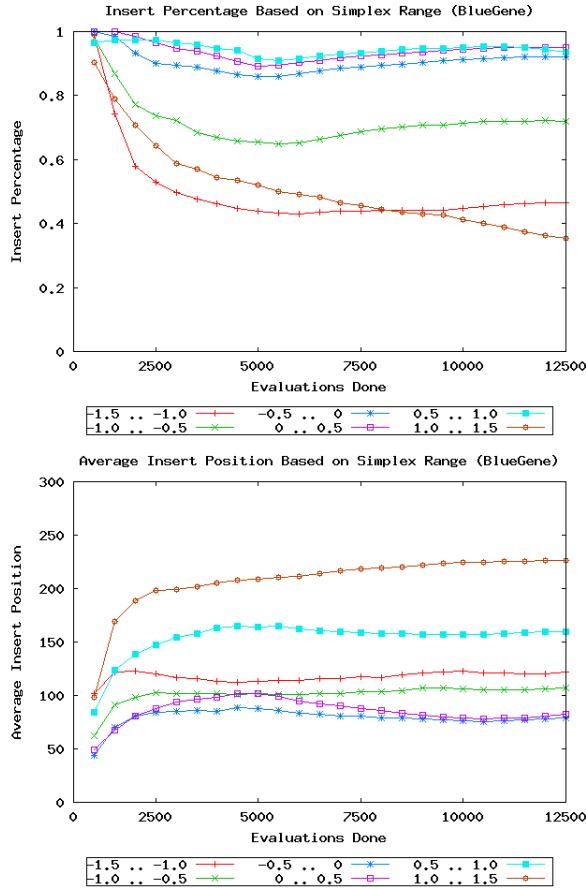 Insert Percentage Based on Simplex Range (BlueGene)
1
0.8
0.6
0.4
0.2
0
Insert Percentage
0 2500 5000 7500 10000 12500
Evaluations Done
-1.5 .. -1.0 -0.5 .. 0 0.5 .. 1.0
-1.0 .. -0.5 0 .. 0.5 1.0 .. 1.5
Average Insert Position Based on Simplex Range (BlueGene)
300
250
200
150
100
50
0
Average Insert Position
0 2500 5000 7500 10000 12500
Evaluations Done
-1.5 .. -1.0 -0.5 .. 0 0.5 .. 1.0
-1.0 .. -0.5 0 .. 0.5 1.0 .. 1.5